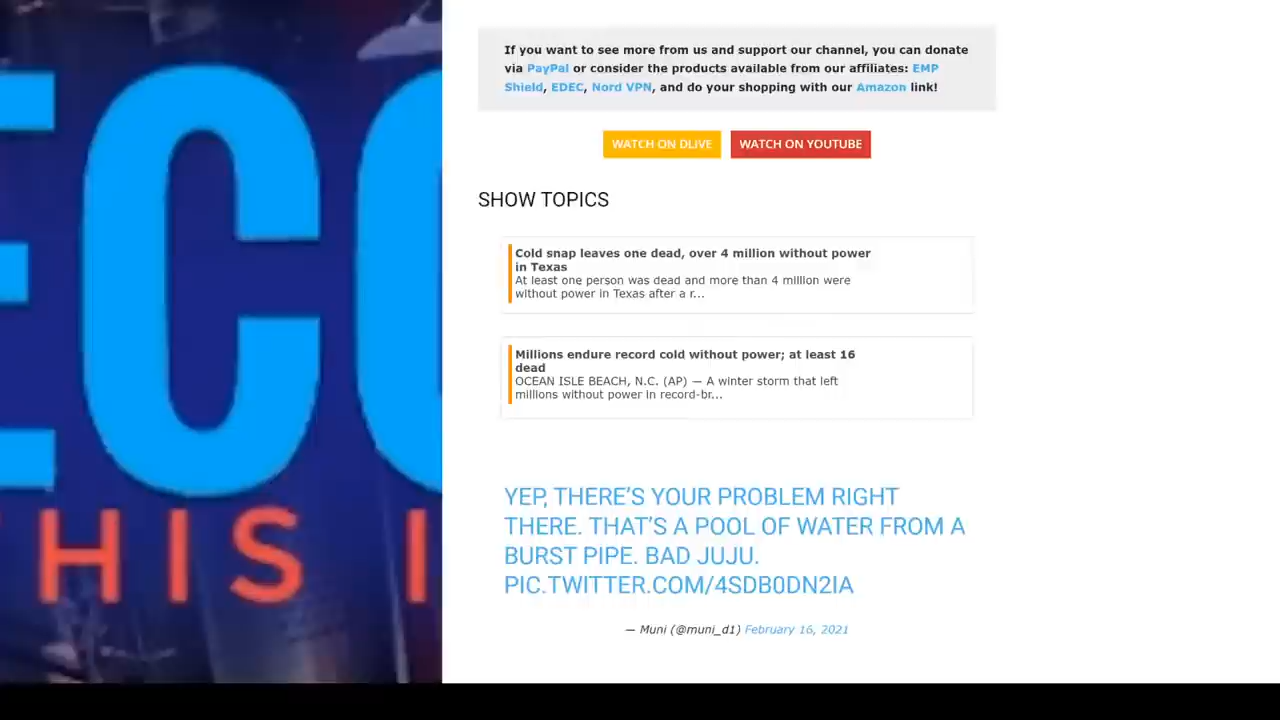 ECO
THIS I
If you want to see more from us and support our channel, you can donate
via PayPal or consider the products available from our affiliates: EMP
Shield, EDEC, Nord VPN, and do your shopping with our Amazon link!
WATCH ON DLIVE WATCH ON YOUTUBE
SHOW TOPICS
Cold snap leaves one dead, over 4 million without power
in Texas
At least one person was dead and more than 4 million were
without power in Texas after a r...
Millions endure record cold without power; at least 16
dead
OCEAN ISLE BEACH, N.C. (AP) — A winter storm that left
millions without power in record-br...
YEP, THERE’S YOUR PROBLEM RIGHT
THERE. THAT’S A POOL OF WATER FROM A
BURST PIPE. BAD JUJU.
PIC.TWITTER.COM/4SDB0DN2IA
— Muni (@muni_d1) February 16, 2021